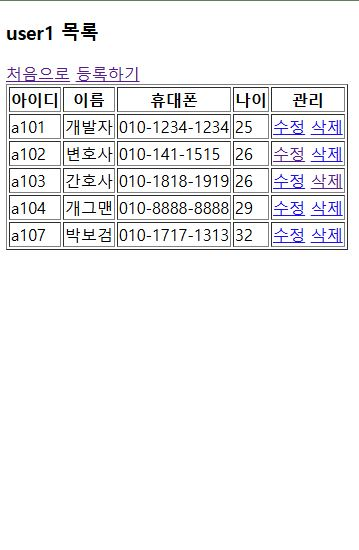 user1 목록
처음으로 등록하기
아이디 이름 휴대폰 나이 관리
a101 개발자 010-1234-1234 25 수정 삭제
a102 변호사 010-141-1515 26 수정 삭제
a103 간호사 010-1818-1919 26 수정 삭제
a104 개그맨 010-8888-8888 29 수정 삭제
a107 박보검 010-1717-1313 32 수정 삭제